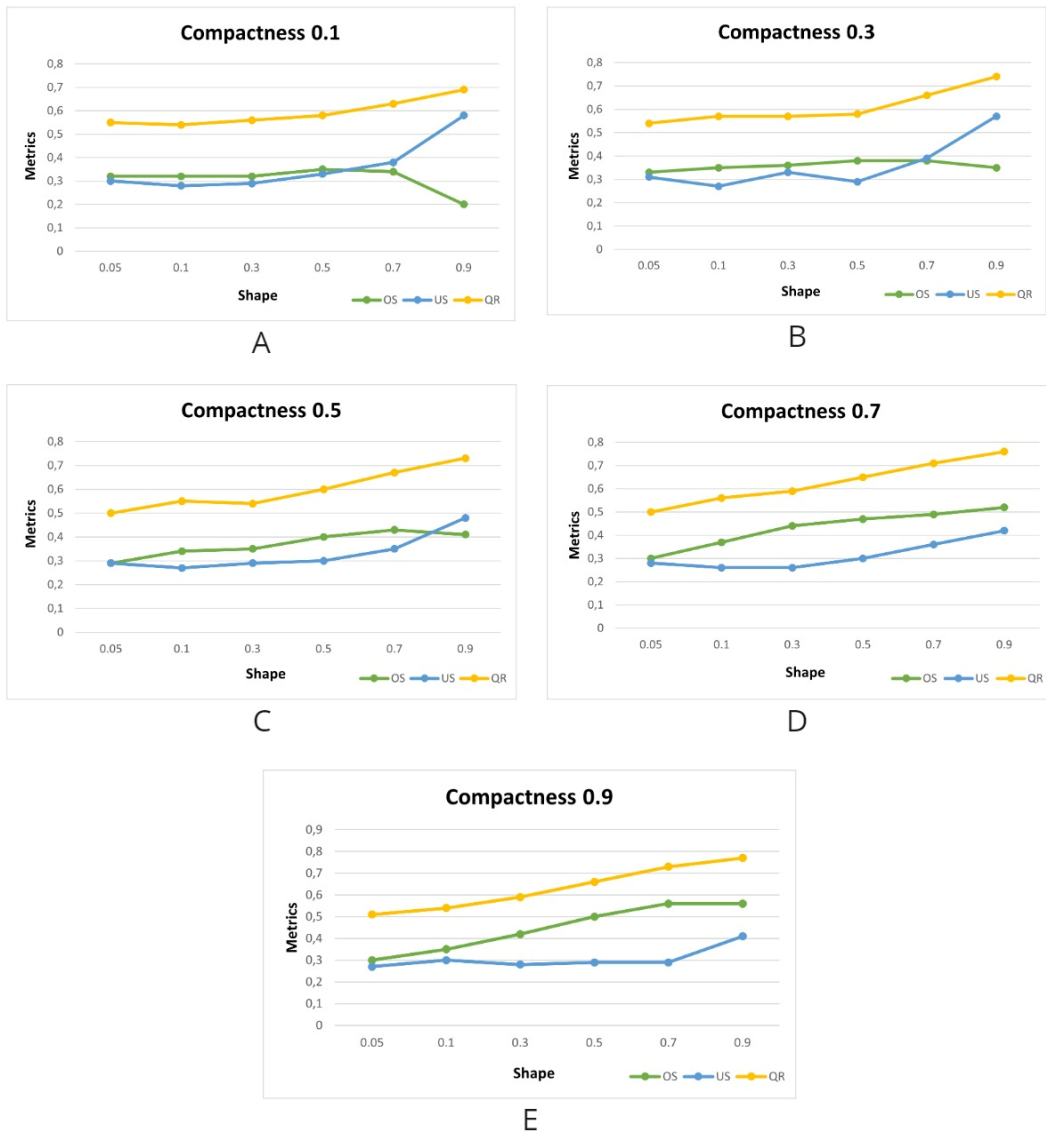 Compactness 0.1
0,8
0,7
0,6
0,5
0,4
0,3
0,2
0,1
0
Metrics
0.05 0.1 0.3 0.5 0.7 0.9
Shape
OS US QR
A
Compactness 0.3
0,8
0,7
0,6
0,5
0,4
0,3
0,2
0,1
0
Metrics
0.05 0.1 0.3 0.5 0.7 0.9
Shape
OS US QR
B
Compactness 0.5
0,8
0,7
0,6
0,5
0,4
0,3
0,2
0,1
0
Metrics
0.05 0.1 0.3 0.5 0.7 0.9
Shape
OS US QR
C
Compactness 0.7
0,8
0,7
0,6
0,5
0,4
0,3
0,2
0,1
0
Metrics
0.05 0.1 0.3 0.5 0.7 0.9
Shape
OS US QR
D
Compactness 0.9
0,9
0,8
0,7
0,6
0,5
0,4
0,3
0,2
0,1
0
Metrics
0.05 0.1 0.3 0.5 0.7 0.9
Shape
OS US QR
E